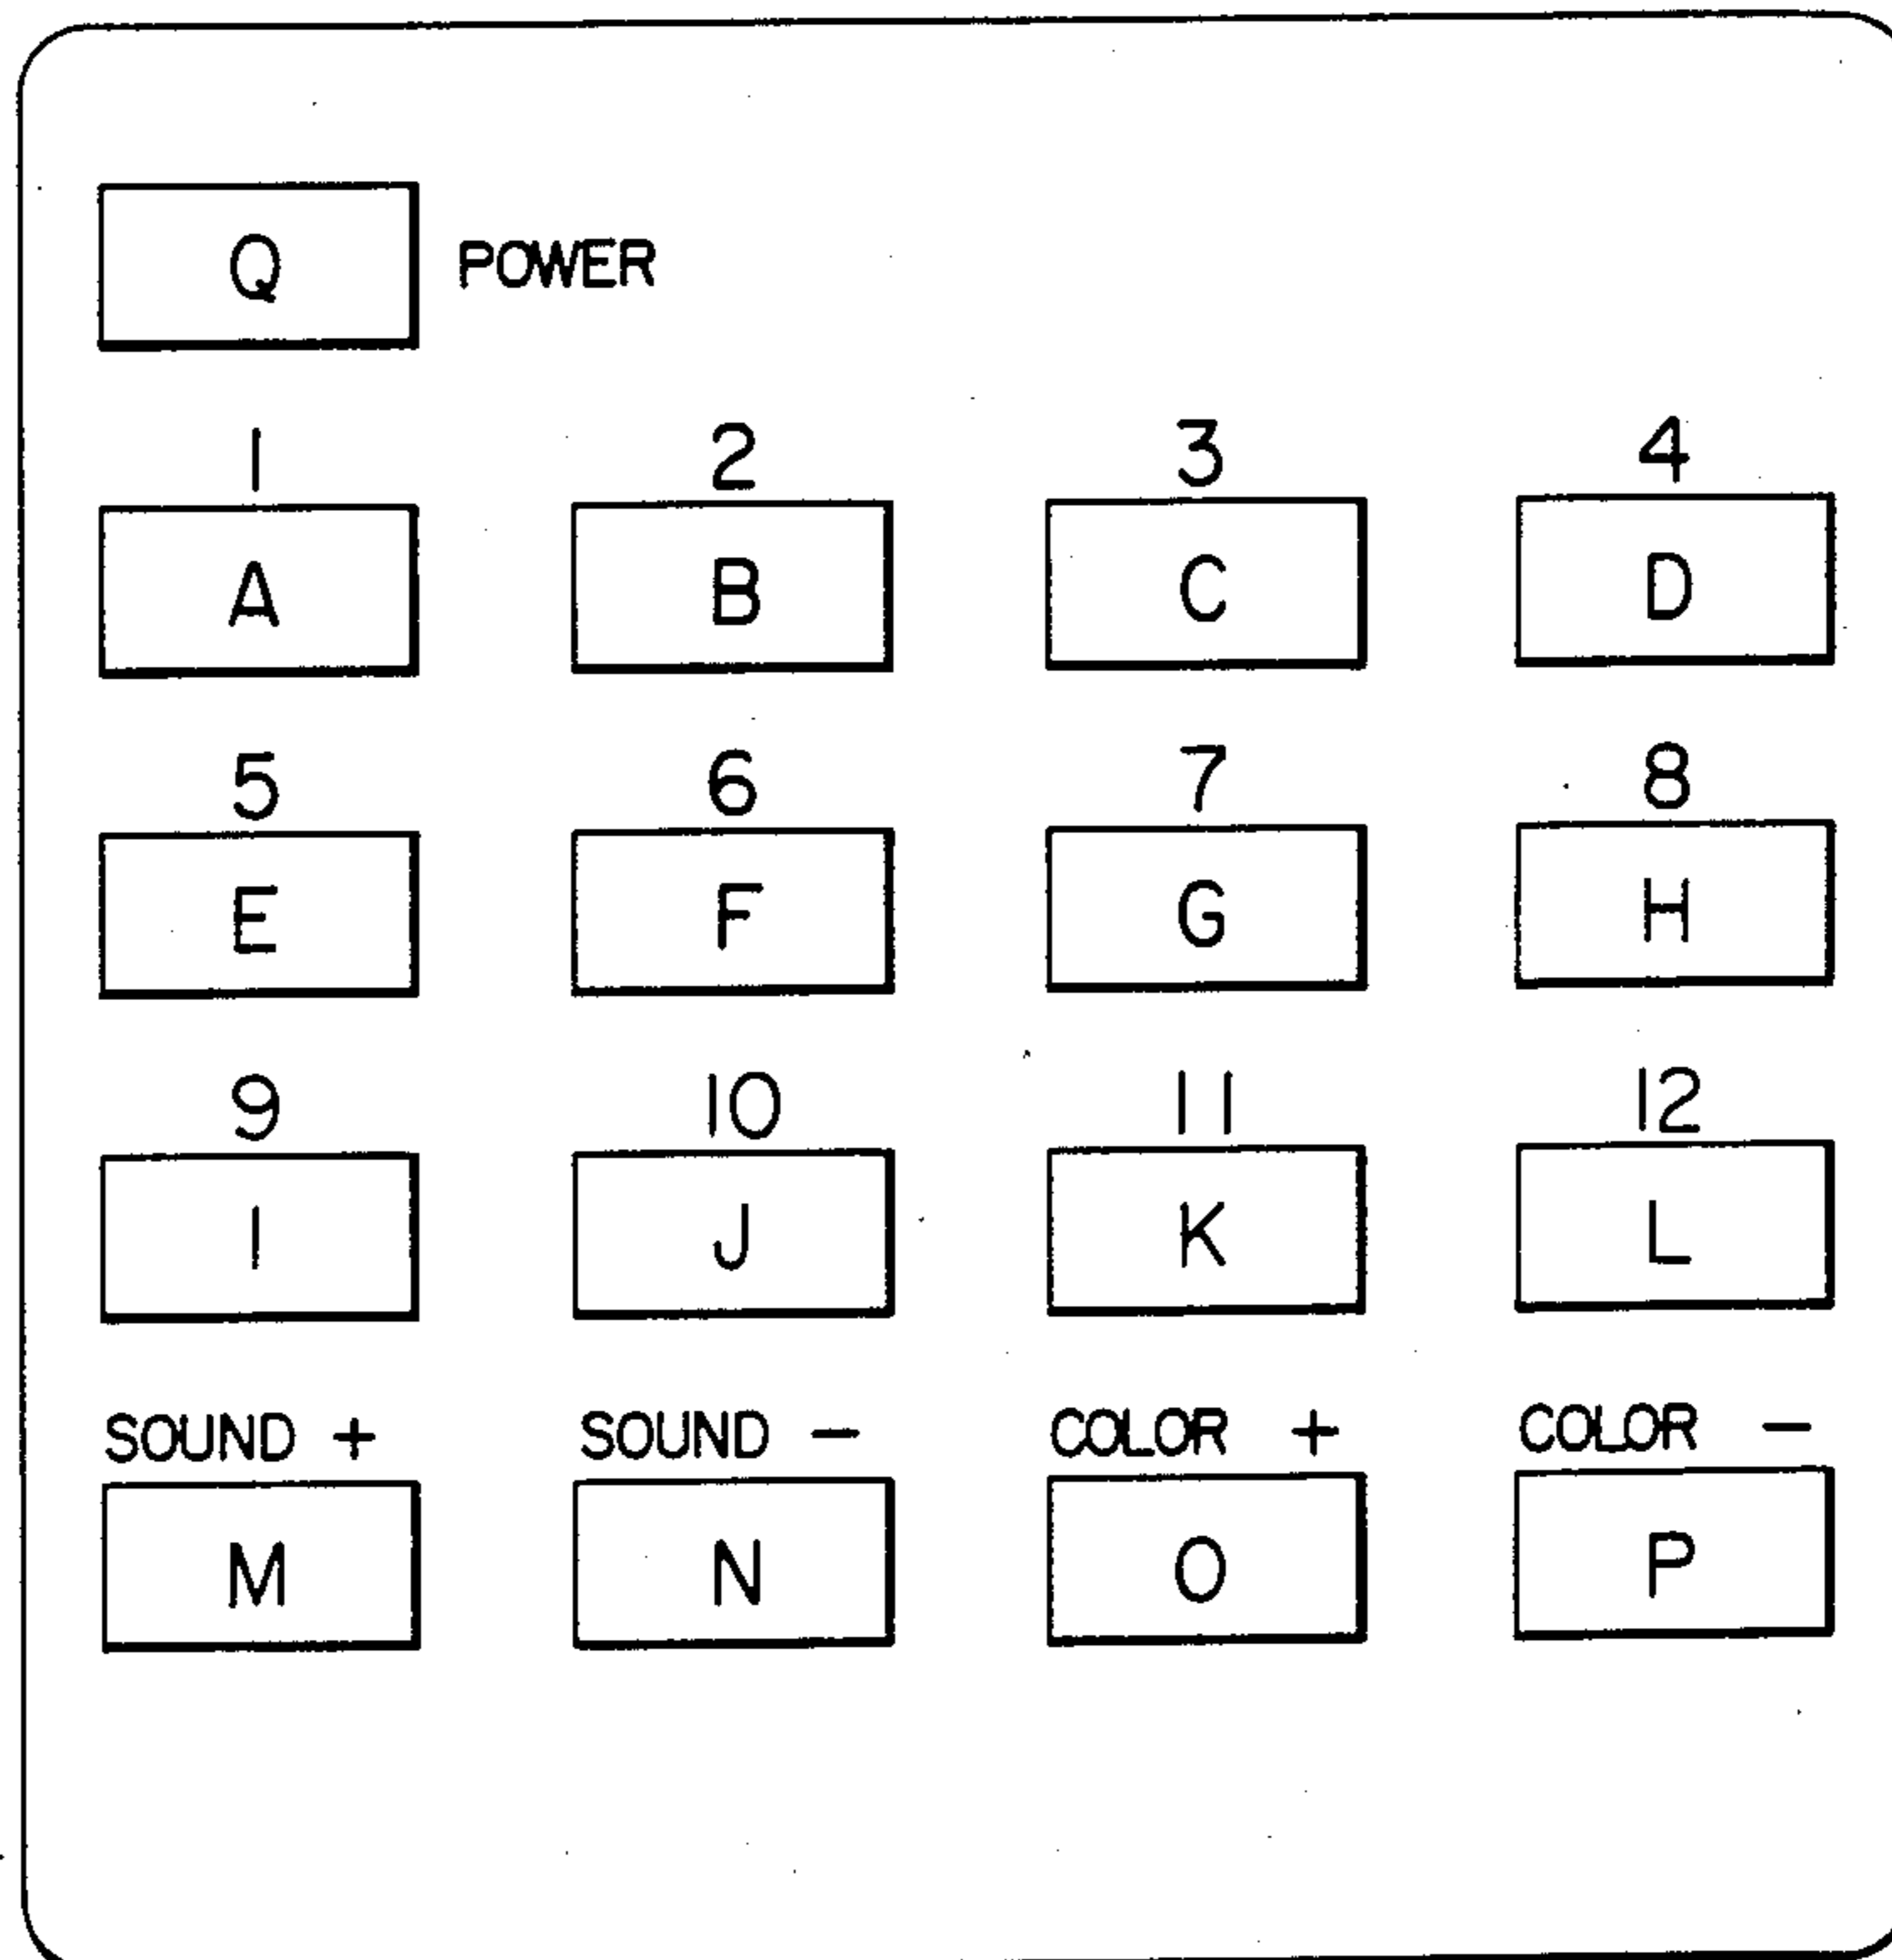 Q POWER
1 2 3 4
A B C D
5 6 7 8
E F G H
9 10 11 12
I J K L
SOUND + SOUND - COLOR + COLOR -
M N O P